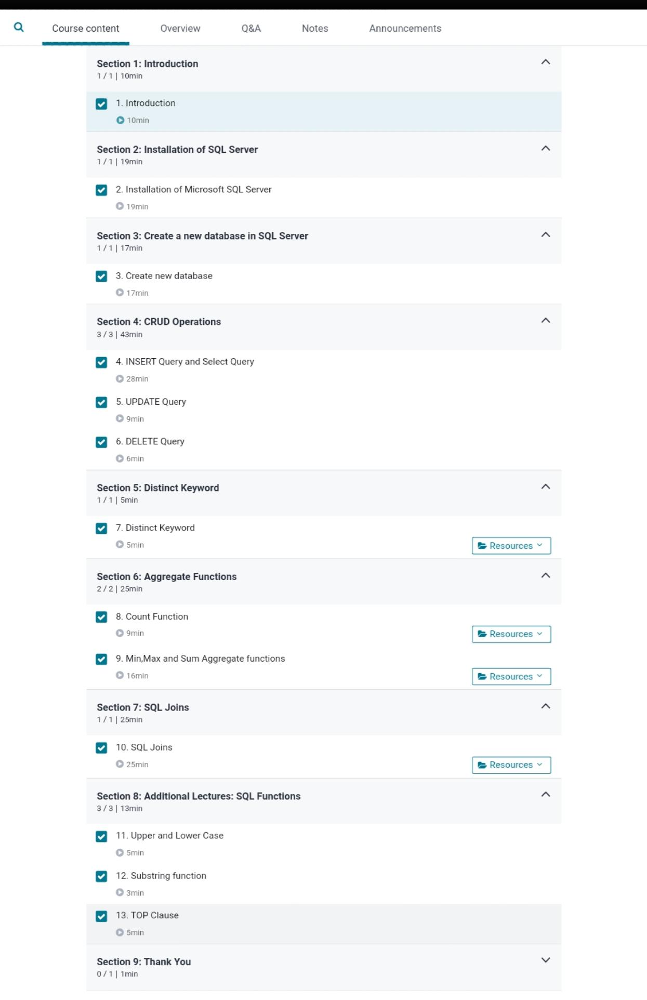 Course content
Overview
Q&A
Notes
Announcements
Section 1: Introduction
1 / 1 | 10min
1. Introduction
10min
Section 2: Installation of SQL Server
1 / 1 | 19min
2. Installation of Microsoft SQL Server
19min
Section 3: Create a new database in SQL Server
1 / 1 | 17min
3. Create new database
17min
Section 4: CRUD Operations
3 / 3 | 43min
4. INSERT Query and Select Query
28min
5. UPDATE Query
9min
6. DELETE Query
6min
Section 5: Distinct Keyword
1 / 1 | 5min
7. Distinct Keyword
5min
Resources
Section 6: Aggregate Functions
2 / 2 | 25min
8. Count Function
9min
Resources
9. Min,Max and Sum Aggregate functions
16min
Resources
Section 7: SQL Joins
1 / 1 | 25min
10. SQL Joins
25min
Resources
Section 8: Additional Lectures: SQL Functions
3 / 3 | 13min
11. Upper and Lower Case
5min
12. Substring function
3min
13. TOP Clause
5min
Section 9: Thank You
0 / 1 | 1min